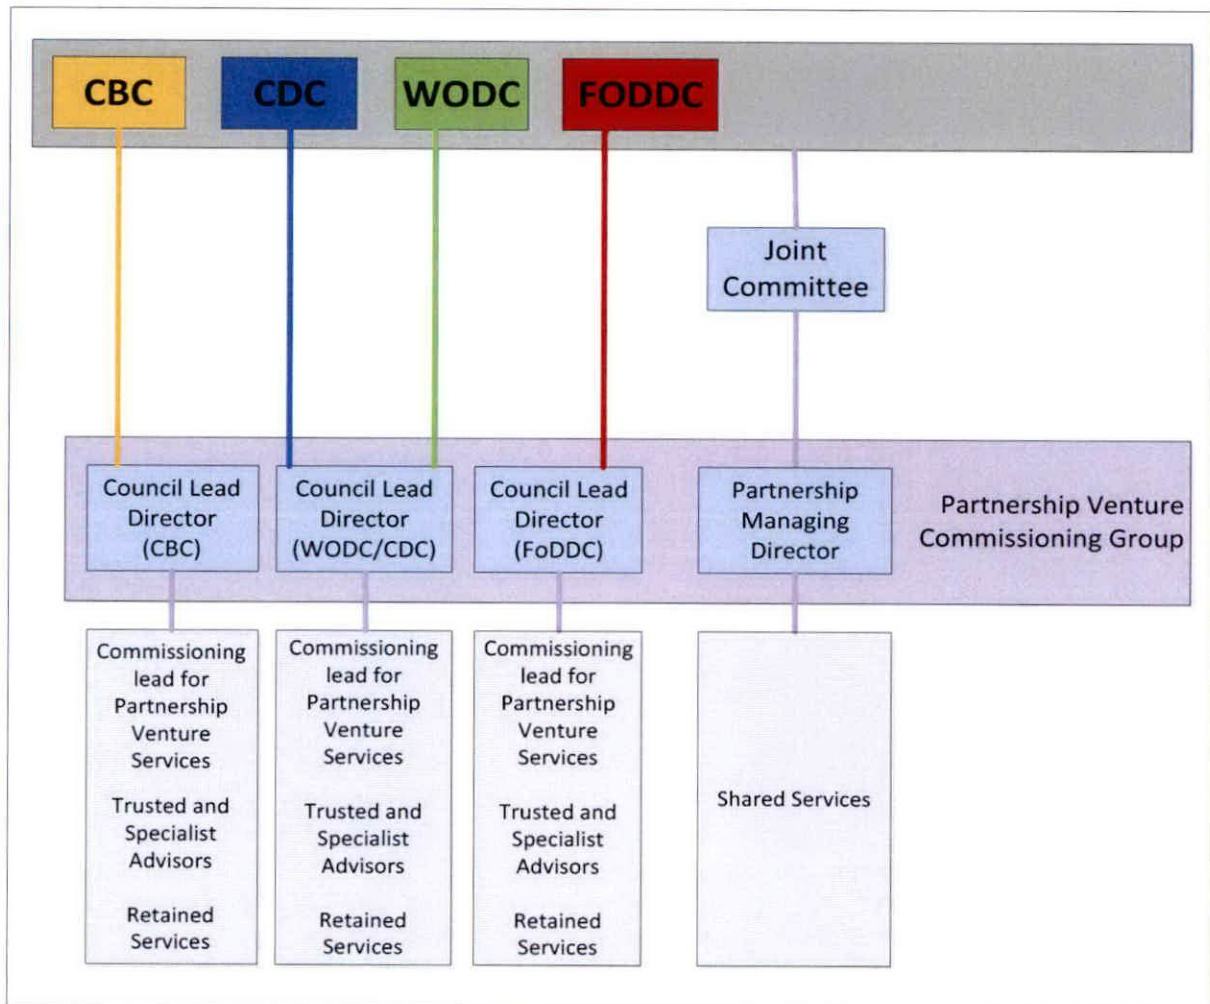 CBC
CDC
WODC
FODDC
Joint
Committee
Council Lead
Director
(CBC)
Council Lead
Director
(WODC/CDC)
Council Lead
Director
(FoDDC)
Partnership
Managing
Director
Partnership Venture
Commissioning Group
Commissioning
lead for
Partnership
Venture
Services
Trusted and
Specialist
Advisors
Retained
Services
Commissioning
lead for
Partnership
Venture
Services
Trusted and
Specialist
Advisors
Retained
Services
Commissioning
lead for
Partnership
Venture
Services
Trusted and
Specialist
Advisors
Retained
Services
Shared Services